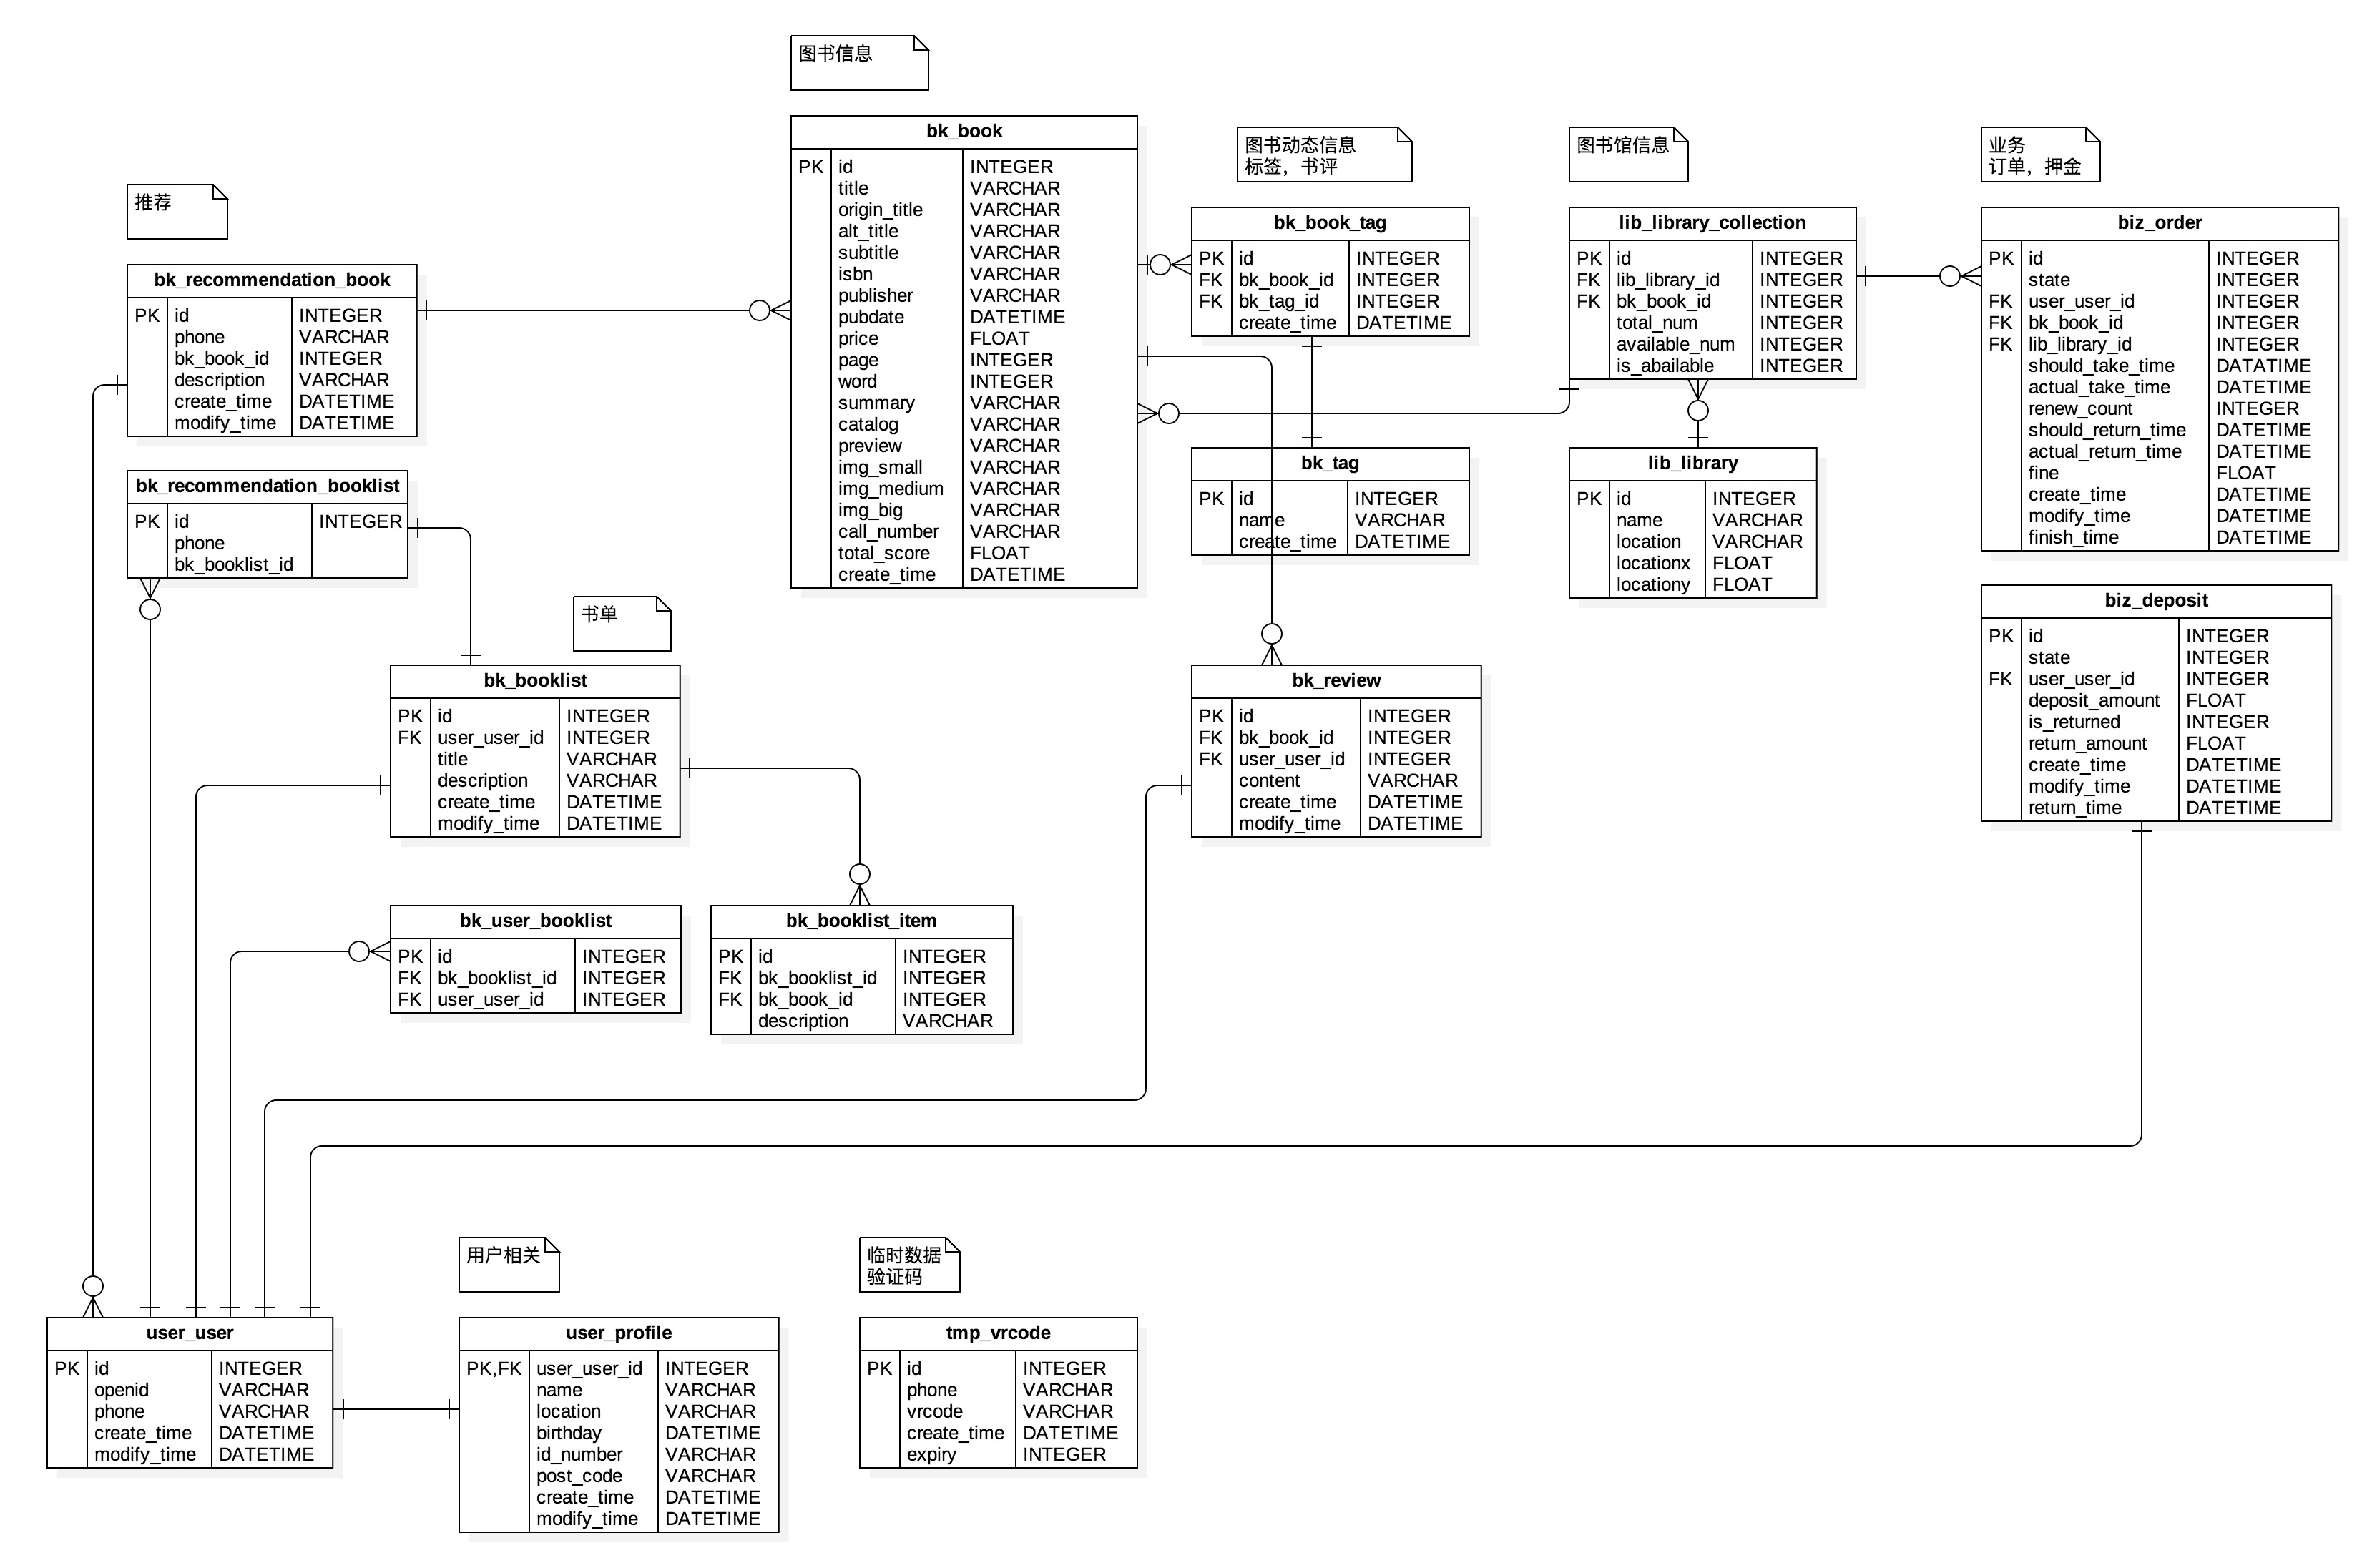 图书信息
bk_book
PK id INTEGER
title VARCHAR
origin_title VARCHAR
alt_title VARCHAR
subtitle VARCHAR
isbn VARCHAR
publisher VARCHAR
pubdate DATETIME
price FLOAT
page INTEGER
word INTEGER
summary VARCHAR
catalog VARCHAR
preview VARCHAR
img_small VARCHAR
img_medium VARCHAR
img_big VARCHAR
call_number VARCHAR
total_score FLOAT
create_time DATETIME
图书动态信息
标签，书评
bk_book_tag
PK id INTEGER
FK bk_book_id INTEGER
FK bk_tag_id INTEGER
create_time DATETIME
bk_tag
PK id INTEGER
name VARCHAR
create_time DATETIME
图书馆信息
lib_library_collection
PK id INTEGER
FK lib_library_id INTEGER
FK bk_book_id INTEGER
total_num INTEGER
available_num INTEGER
is_abailable INTEGER
lib_library
PK id INTEGER
name VARCHAR
location VARCHAR
locationx FLOAT
locationy FLOAT
业务
订单，押金
biz_order
PK id INTEGER
state INTEGER
FK user_user_id INTEGER
FK bk_book_id INTEGER
FK lib_library_id INTEGER
should_take_time DATATIME
actual_take_time DATETIME
renew_count INTEGER
should_return_time DATETIME
actual_return_time DATETIME
fine FLOAT
create_time DATETIME
modify_time DATETIME
finish_time DATETIME
biz_deposit
PK id INTEGER
state INTEGER
FK user_user_id INTEGER
deposit_amount FLOAT
is_returned INTEGER
return_amount FLOAT
create_time DATETIME
modify_time DATETIME
return_time DATETIME
推荐
bk_recommendation_book
PK id INTEGER
phone VARCHAR
bk_book_id INTEGER
description VARCHAR
create_time DATETIME
modify_time DATETIME
bk_recommendation_booklist
PK id INTEGER
phone
bk_booklist_id
书单
bk_booklist
PK id INTEGER
FK user_user_id INTEGER
title VARCHAR
description VARCHAR
create_time DATETIME
modify_time DATETIME
bk_review
PK id INTEGER
FK bk_book_id INTEGER
FK user_user_id INTEGER
content VARCHAR
create_time DATETIME
modify_time DATETIME
bk_user_booklist
PK id INTEGER
FK bk_booklist_id INTEGER
FK user_user_id INTEGER
bk_booklist_item
PK id INTEGER
FK bk_booklist_id INTEGER
FK bk_book_id INTEGER
description VARCHAR
user_user
PK id INTEGER
openid VARCHAR
phone VARCHAR
create_time DATETIME
modify_time DATETIME
用户相关
user_profile
PK,FK user_user_id INTEGER
name VARCHAR
location VARCHAR
birthday DATETIME
id_number VARCHAR
post_code VARCHAR
create_time DATETIME
modify_time DATETIME
临时数据
验证码
tmp_vrcode
PK id INTEGER
phone VARCHAR
vrcode VARCHAR
create_time DATETIME
expiry INTEGER